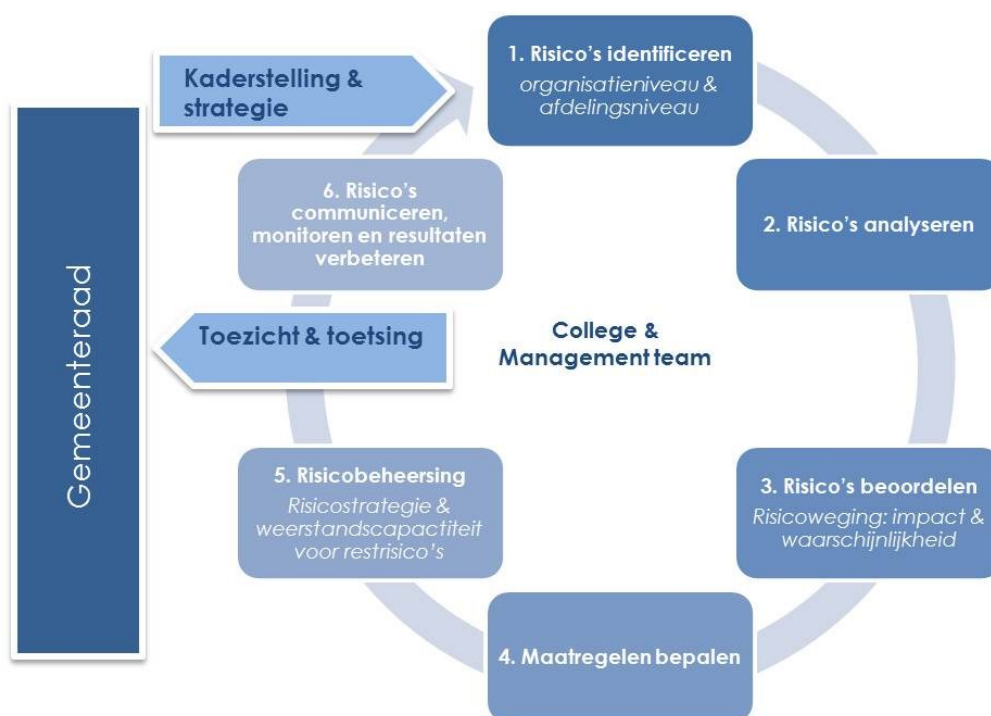 Gemeenteraad
Kaderstelling &
strategie
Toezicht & toetsing
College &
Management team
1. Risico’s identificeren
organisatieniveau &
afdelingsniveau
2. Risico’s analyseren
3. Risico’s beoordelen
Risicoweging: impact &
waarschijnlijkheid
4. Maatregelen bepalen
5. Risicobeheersing
Risicostrategie &
weerstandscapactiteit
voor restrisico’s
6. Risico’s
communiceren,
monitoren en resultaten
verbeteren